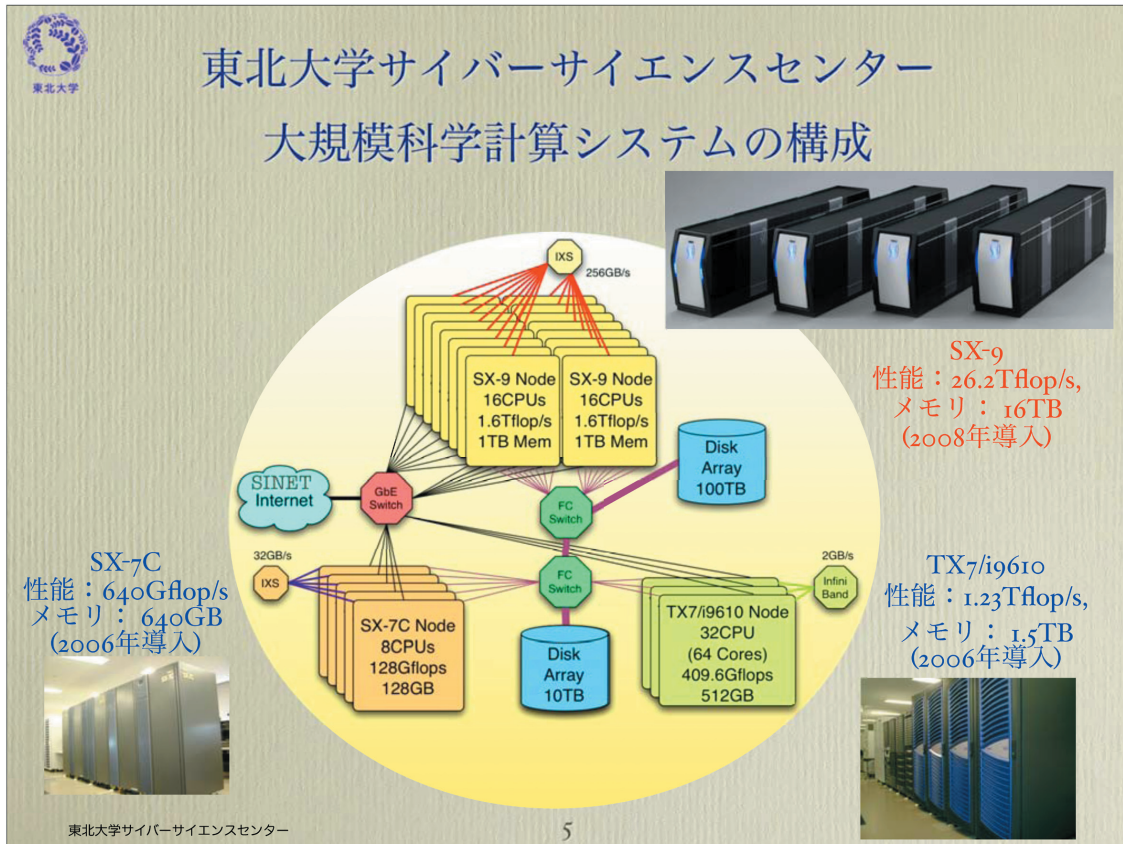 東北大学
東北大学サイバーサイエンスセンター
大規模科学計算システムの構成
IXS
256GB/s
SX-9 Node
16CPUs
1.6Tflop/s
1TB Mem
SX-9 Node
16CPUs
1.6Tflop/s
1TB Mem
SX-9
性能：26.2Tflop/s,
メモリ： 16TB
(2008年導入)
Disk
Array
100TB
SINET
Internet
GbE
Switch
FC
Switch
SX-7C
性能：640Gflop/s
メモリ： 640GB
(2006年導入)
32GB/s
IXS
SX-7C Node
8CPUs
128Gflops
128GB
FC
Switch
Disk
Array
10TB
TX7/i9610 Node
32CPU
(64 Cores)
409.6Gflops
512GB
2GB/s
Infini
Band
TX7/i9610
性能：1.23Tflop/s,
メモリ： 1.5TB
(2006年導入)
東北大学サイバーサイエンスセンター
5